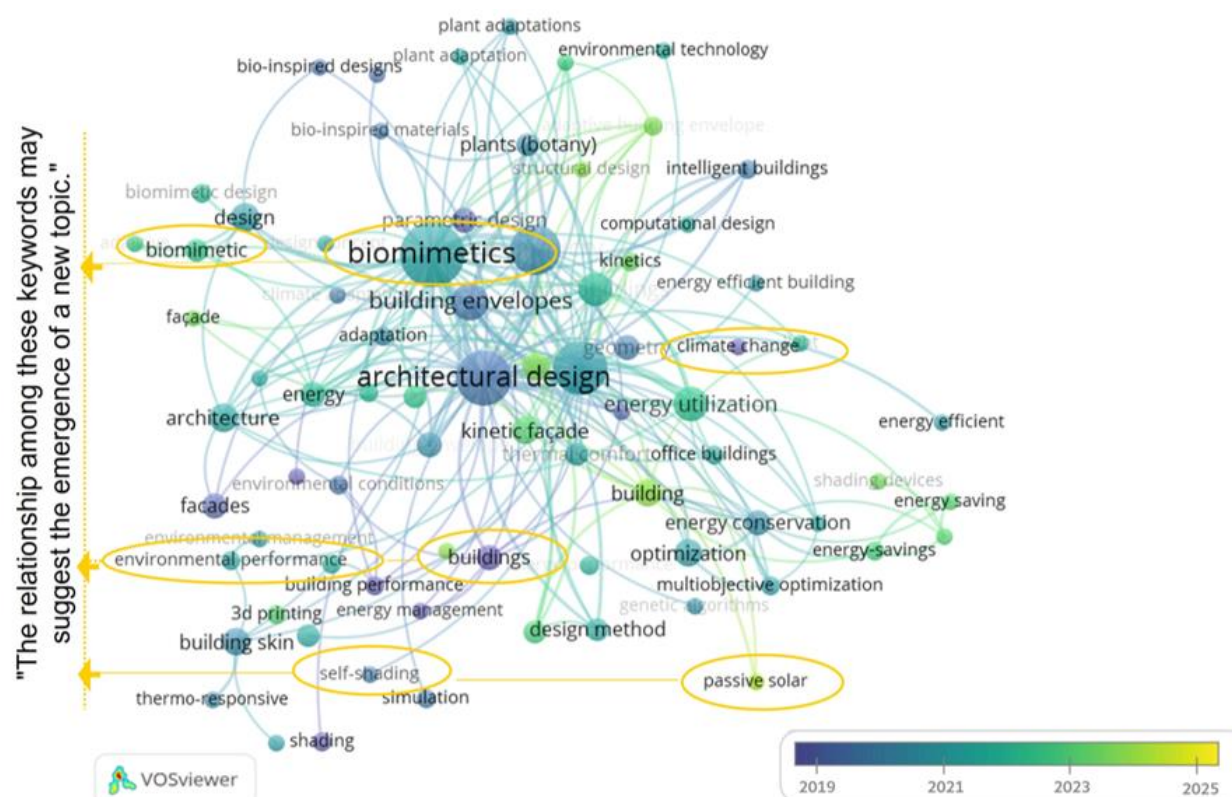 "The relationship among these keywords may
suggest the emergence of a new topic."
plant adaptations
plant adaptation
environmental technology
bio-inspired designs
bio-inspired materials
plants (botany)
adaptive building envelope
structural design
intelligent buildings
biomimetic design
design
parametric design
computational design
biomimetic
biomimetics
kinetics
energy efficient building
building envelopes
façade
adaptation
geometry
climate change
architectural design
energy
energy utilization
architecture
kinetic façade
energy efficient
thermal comfort
office buildings
environmental conditions
shading devices
building
energy saving
facades
energy conservation
environmental management
environmental performance
buildings
optimization
energy-savings
building performance
multiobjective optimization
3d printing
energy management
genetic algorithms
building skin
design method
self-shading
passive solar
thermo-responsive
simulation
shading
VOSviewer
2019
2021
2023
2025